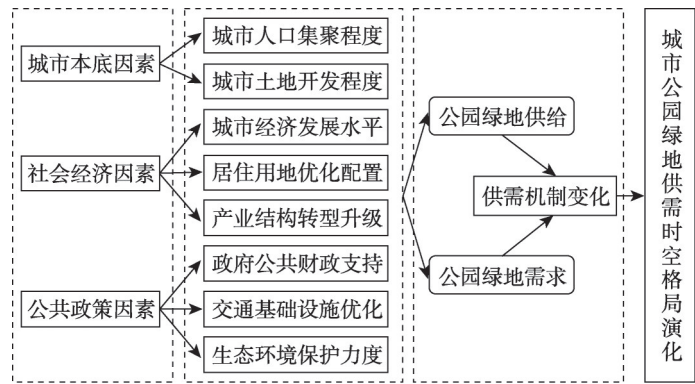 城市本底因素
社会经济因素
公共政策因素
城市人口集聚程度
城市土地开发程度
城市经济发展水平
居住用地优化配置
产业结构转型升级
政府公共财政支持
交通基础设施优化
生态环境保护力度
公园绿地供给
公园绿地需求
供需机制变化
城市公园绿地供需时空格局演化